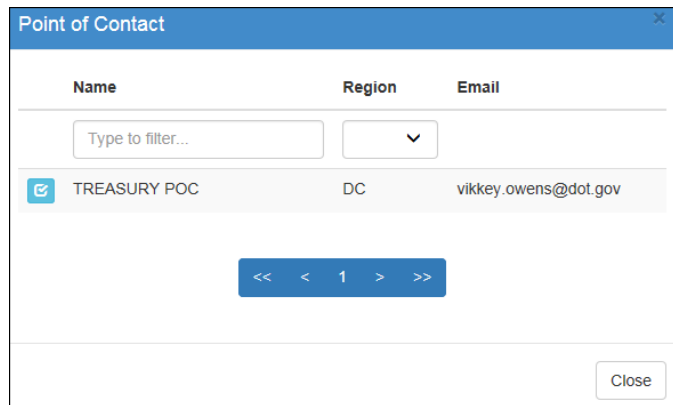 Point of Contact ×
Name Region Email
Type to filter...
TREASURY POC DC vikkey.owens@dot.gov
<< < 1 > >>
Close